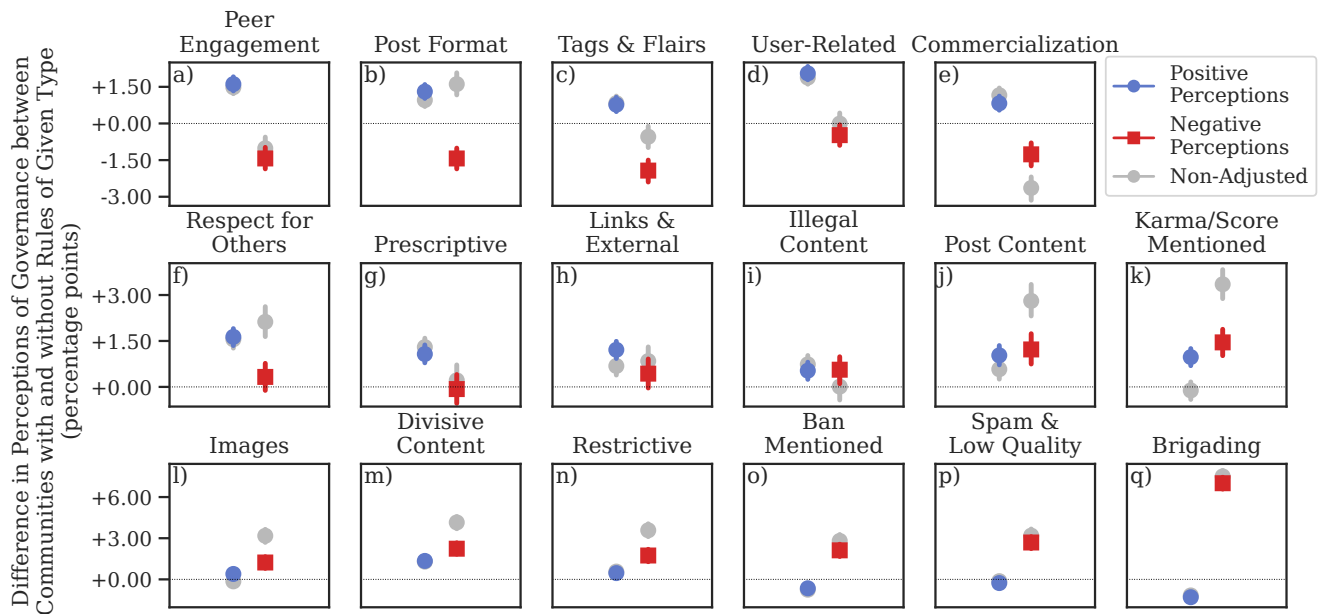 Difference in Perceptions of Governance between
Communities with and without Rules of Given Type
(percentage points)
Peer
Engagement
Post Format
Tags & Flairs
User-Related
Commercialization
a)
b)
c)
d)
e)
+1.50
+0.00
-1.50
-3.00
Positive
Perceptions
Negative
Perceptions
Non-Adjusted
Respect for
Others
Prescriptive
Links &
External
Illegal
Content
Post Content
Karma/Score
Mentioned
f)
g)
h)
i)
j)
k)
+3.00
+1.50
+0.00
Images
Divisive
Content
Restrictive
Ban
Mentioned
Spam &
Low Quality
Brigading
l)
m)
n)
o)
p)
q)
+6.00
+3.00
+0.00